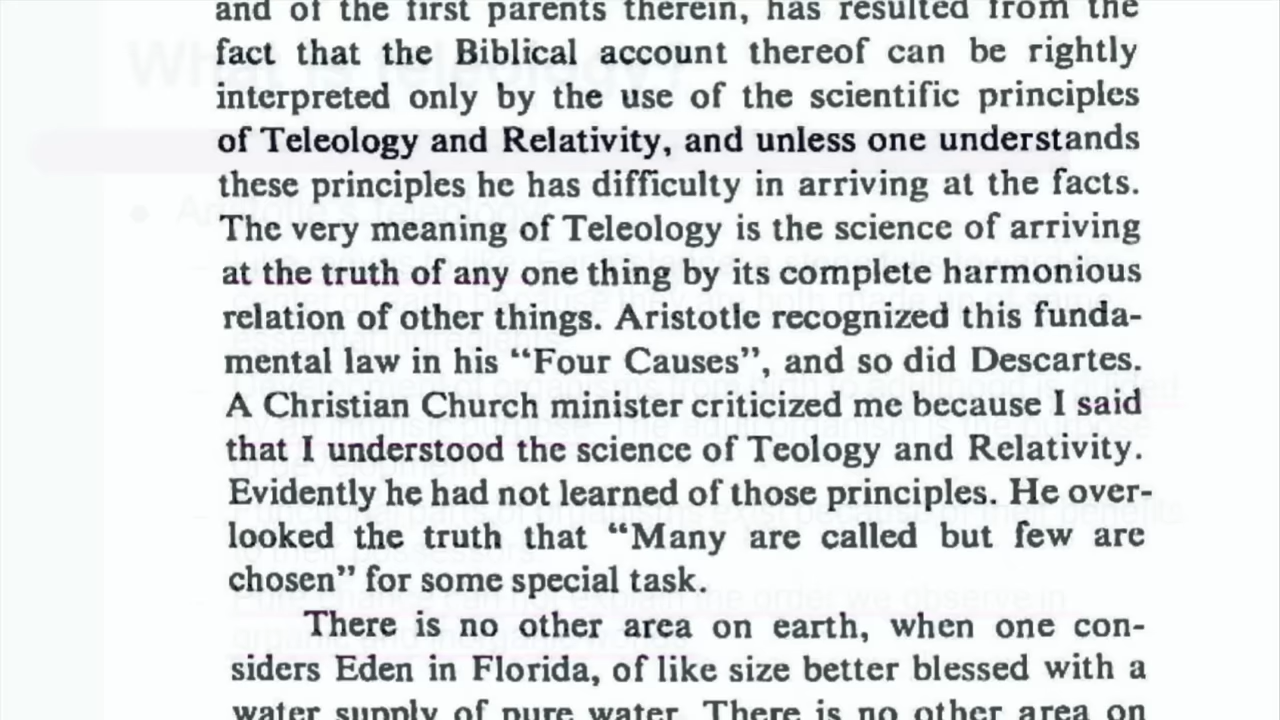 and of the first parents therein, has resulted from the
fact that the Biblical account thereof can be rightly
interpreted only by the use of the scientific principles
of Teleology and Relativity, and unless one understands
these principles he has difficulty in arriving at the facts.
The very meaning of Teleology is the science of arriving
at the truth of any one thing by its complete harmonious
relation of other things. Aristotle recognized this funda-
mental law in his “Four Causes”, and so did Descartes.
A Christian Church minister criticized me because I said
that I understood the science of Teology and Relativity.
Evidently he had not learned of those principles. He over-
looked the truth that “Many are called but few are
chosen” for some special task.
There is no other area on earth, when one con-
siders Eden in Florida, of like size better blessed with a
water supply of pure water. There is no other area on